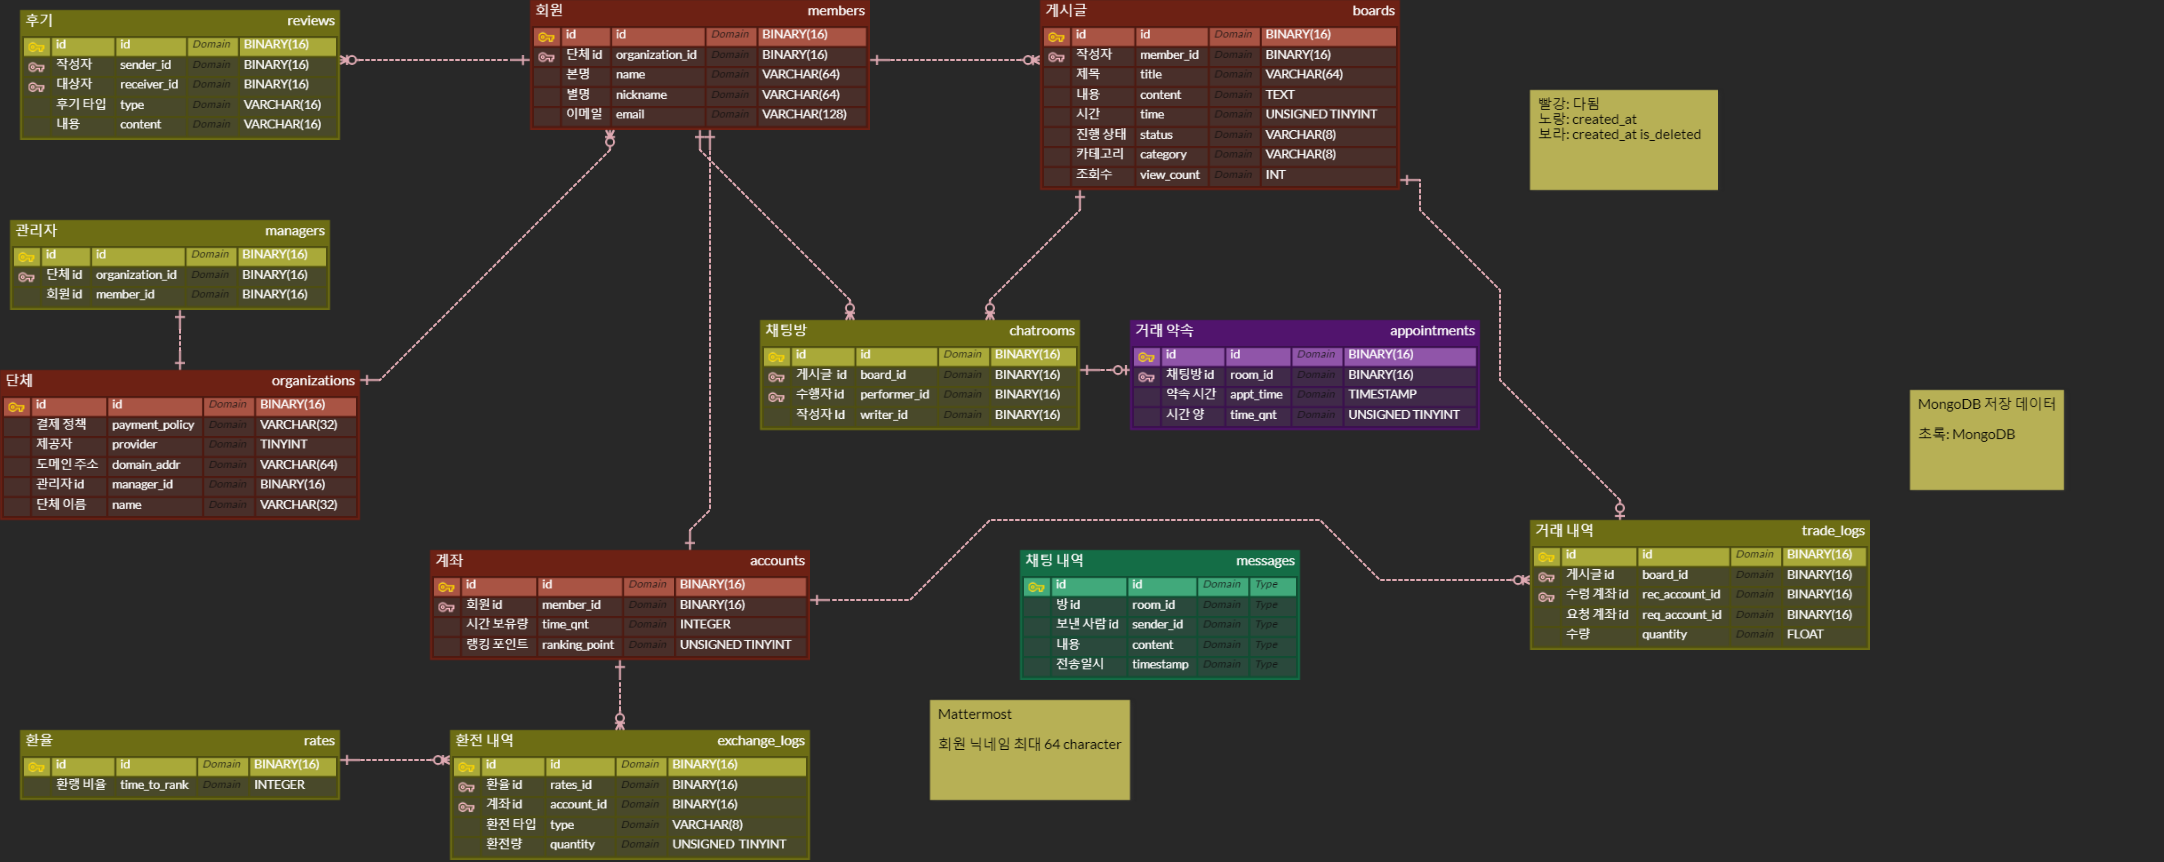 후기 reviews
id id Domain BINARY(16)
작성자 sender_id Domain BINARY(16)
대상자 receiver_id Domain BINARY(16)
후기 타입 type Domain VARCHAR(16)
내용 content Domain VARCHAR(16)
회원 members
id id Domain BINARY(16)
단체 id organization_id Domain BINARY(16)
본명 name Domain VARCHAR(64)
별명 nickname Domain VARCHAR(64)
이메일 email Domain VARCHAR(128)
게시글 boards
id id Domain BINARY(16)
작성자 member_id Domain BINARY(16)
제목 title Domain VARCHAR(64)
내용 content Domain TEXT
시간 time Domain UNSIGNED TINYINT
진행 상태 status Domain VARCHAR(8)
카테고리 category Domain VARCHAR(8)
조회수 view_count Domain INT
빨강: 다됨
노랑: created_at
보라: created_at is_deleted
관리자 managers
id id Domain BINARY(16)
단체 id organization_id Domain BINARY(16)
회원 id member_id Domain BINARY(16)
채팅방 chatrooms
id id Domain BINARY(16)
게시글 id board_id Domain BINARY(16)
수행자 id performer_id Domain BINARY(16)
작성자 Id writer_id Domain BINARY(16)
거래 약속 appointments
id id Domain BINARY(16)
채팅방 id room_id Domain BINARY(16)
약속 시간 appt_time Domain TIMESTAMP
시간 양 time_qnt Domain UNSIGNED TINYINT
단체 organizations
id id Domain BINARY(16)
결제 정책 payment_policy Domain VARCHAR(32)
제공자 provider Domain TINYINT
도메인 주소 domain_addr Domain VARCHAR(64)
관리자 id manager_id Domain BINARY(16)
단체 이름 name Domain VARCHAR(32)
MongoDB 저장 데이터
초록: MongoDB
계좌 accounts
id id Domain BINARY(16)
회원 id member_id Domain BINARY(16)
시간 보유량 time_qnt Domain INTEGER
랭킹 포인트 ranking_point Domain UNSIGNED TINYINT
채팅 내역 messages
id id Domain Type
방 id room_id Domain Type
보낸 사람 id sender_id Domain Type
내용 content Domain Type
전송일시 timestamp Domain Type
거래 내역 trade_logs
id id Domain BINARY(16)
게시글 id board_id Domain BINARY(16)
수령 계좌 id rec_account_id Domain BINARY(16)
요청 계좌 id req_account_id Domain BINARY(16)
수량 quantity Domain FLOAT
환율 rates
id id Domain BINARY(16)
환랭 비율 time_to_rank Domain INTEGER
환전 내역 exchange_logs
id id Domain BINARY(16)
환율 id rates_id Domain BINARY(16)
계좌 id account_id Domain BINARY(16)
환전 타입 type Domain VARCHAR(8)
환전량 quantity Domain UNSIGNED TINYINT
Mattermost
회원 닉네임 최대 64 character